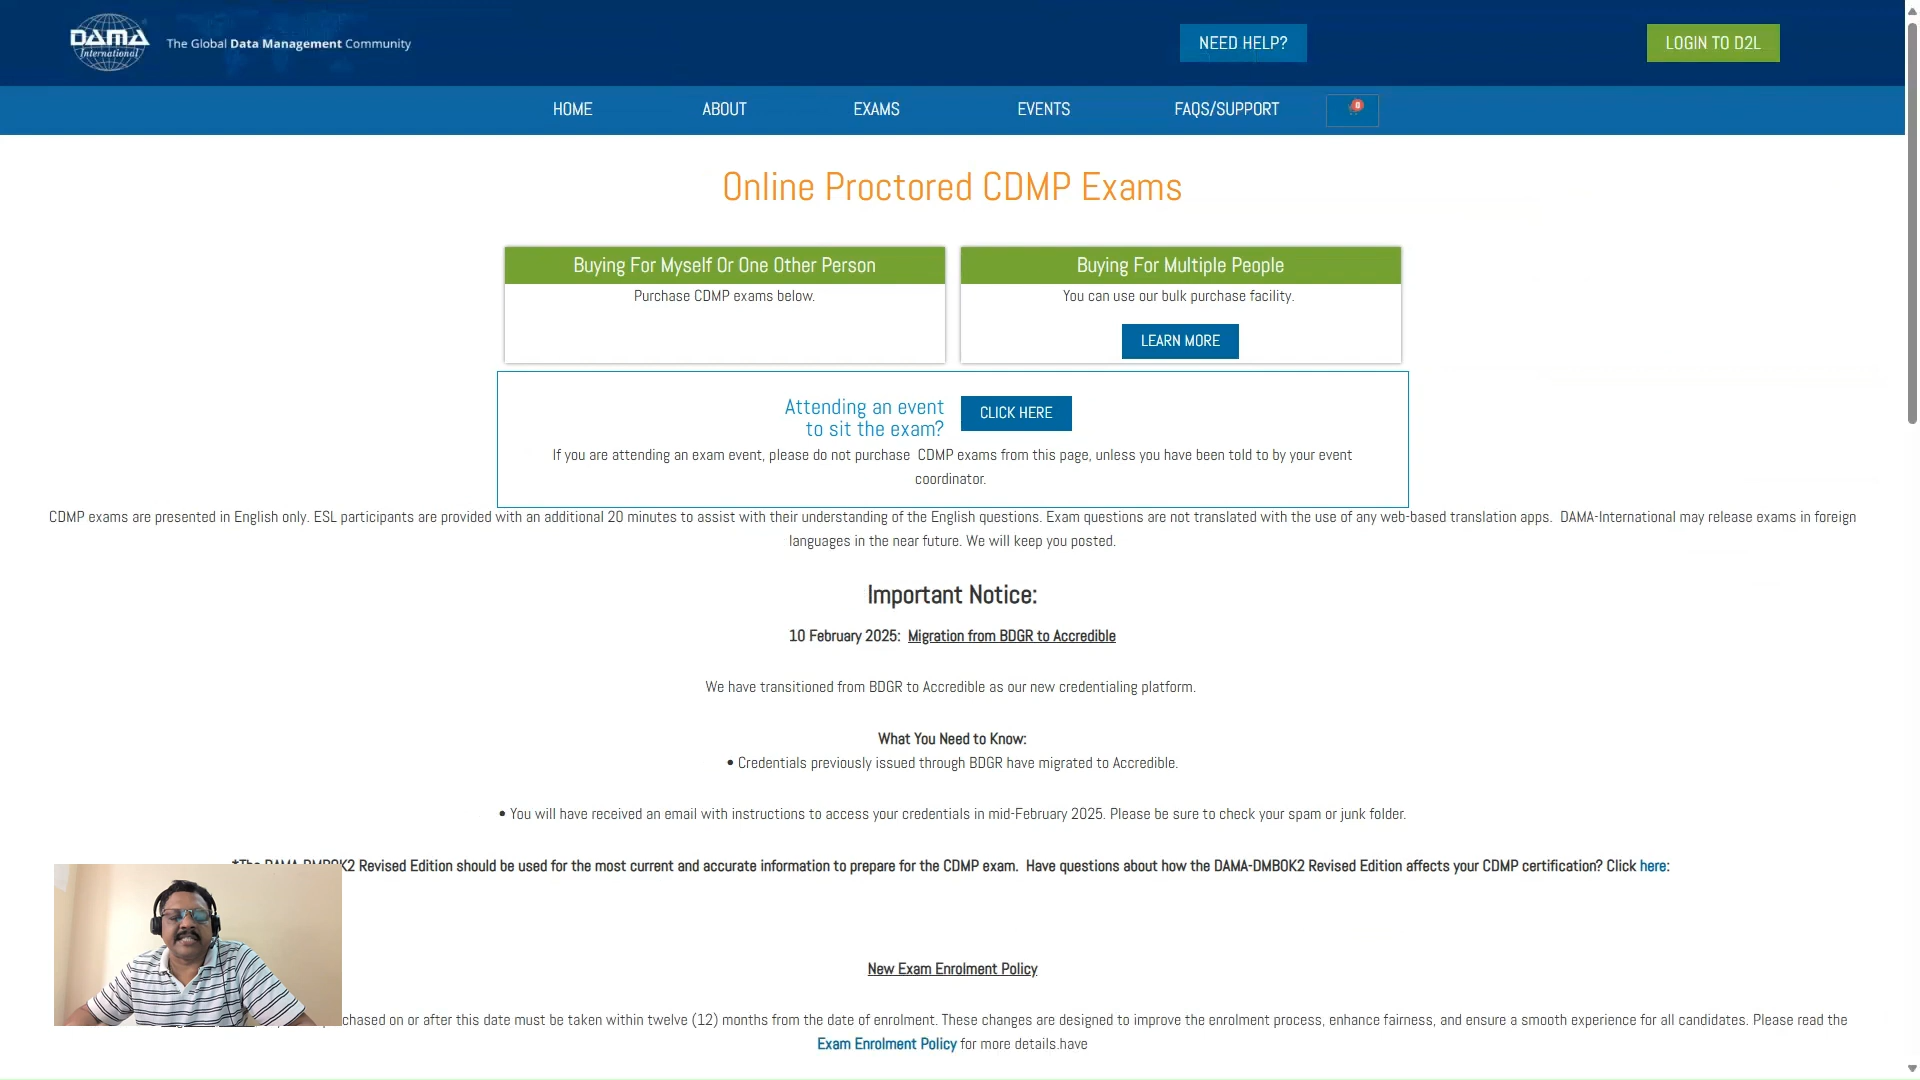 DAMA
International
The Global Data Management Community
NEED HELP?
LOGIN TO D2L
HOME
ABOUT
EXAMS
EVENTS
FAQS/SUPPORT
0
Online Proctored CDMP Exams
Buying For Myself Or One Other Person
Purchase CDMP exams below.
Buying For Multiple People
You can use our bulk purchase facility.
LEARN MORE
Attending an event
to sit the exam?
CLICK HERE
If you are attending an exam event, please do not purchase CDMP exams from this page, unless you have been told to by your event
coordinator.
CDMP exams are presented in English only. ESL participants are provided with an additional 20 minutes to assist with their understanding of the English questions. Exam questions are not translated with the use of any web-based translation apps. DAMA-International may release exams in foreign
languages in the near future. We will keep you posted.
Important Notice:
10 February 2025: Migration from BDGR to Accredible
We have transitioned from BDGR to Accredible as our new credentialing platform.
What You Need to Know:
• Credentials previously issued through BDGR have migrated to Accredible.
• You will have received an email with instructions to access your credentials in mid-February 2025. Please be sure to check your spam or junk folder.
*The DAMA-DMBOK2 Revised Edition should be used for the most current and accurate information to prepare for the CDMP exam. Have questions about how the DAMA-DMBOK2 Revised Edition affects your CDMP certification? Click here:
New Exam Enrolment Policy
chased on or after this date must be taken within twelve (12) months from the date of enrolment. These changes are designed to improve the enrolment process, enhance fairness, and ensure a smooth experience for all candidates. Please read the
Exam Enrolment Policy for more details.have